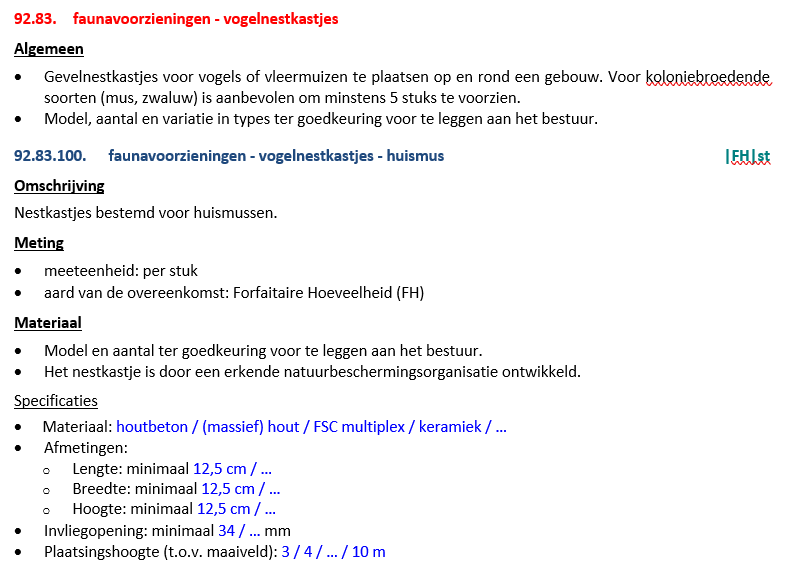 92.83. faunavoorzieningen - vogelnestkastjes
Algemeen
• Gevelnestkastjes voor vogels of vleermuizen te plaatsen op en rond een gebouw. Voor koloniebroedende
soorten (mus, zwaluw) is aanbevolen om minstens 5 stuks te voorzien.
• Model, aantal en variatie in types ter goedkeuring voor te leggen aan het bestuur.
92.83.100. faunavoorzieningen - vogelnestkastjes - huismus |FH|st
Omschrijving
Nestkastjes bestemd voor huismussen.
Meting
• meeteenheid: per stuk
• aard van de overeenkomst: Forfaitaire Hoeveelheid (FH)
Materiaal
• Model en aantal ter goedkeuring voor te leggen aan het bestuur.
• Het nestkastje is door een erkende natuurbeschermingsorganisatie ontwikkeld.
Specificaties
• Materiaal: houtbeton / (massief) hout / FSC multiplex / keramiek / …
• Afmetingen:
o Lengte: minimaal 12,5 cm / …
o Breedte: minimaal 12,5 cm / …
o Hoogte: minimaal 12,5 cm / …
• Invliegopening: minimaal 34 / … mm
• Plaatsingshoogte (t.o.v. maaiveld): 3 / 4 / … / 10 m